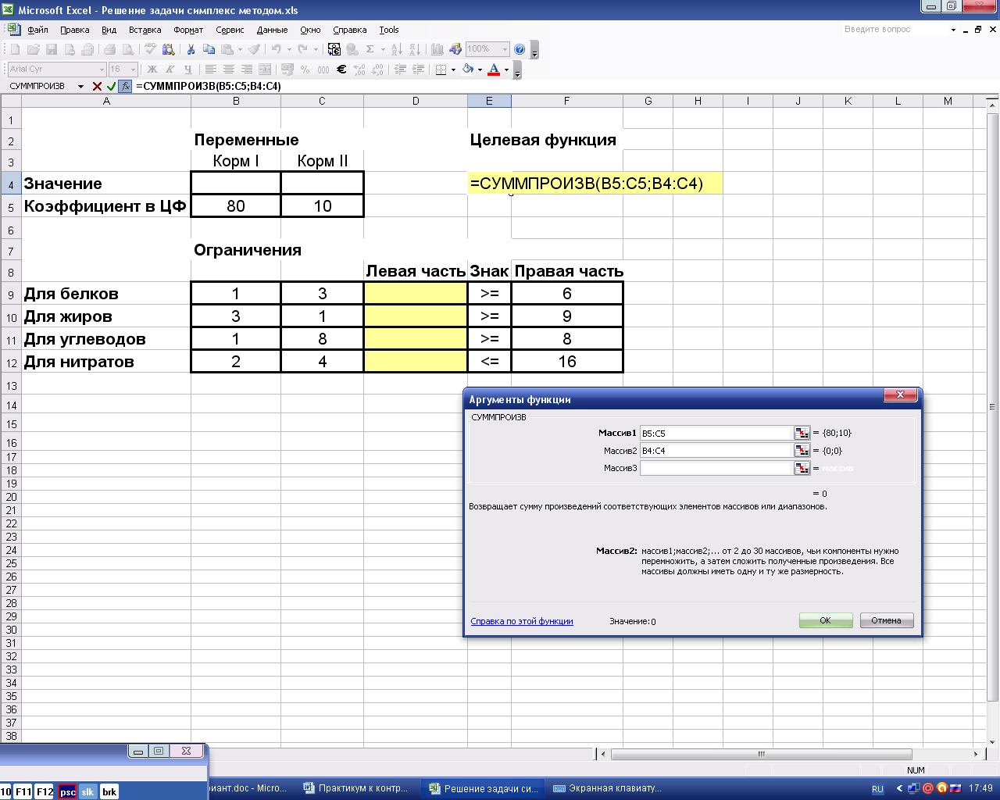 Microsoft Excel - Решение задачи симплекс методом.xls
Файл Правка Вид Вставка Формат Сервис Данные Окно Справка Tools Введите вопрос
100%
Arial Cyr 16 Ж К Ч % 000 €
СУММПРОИЗВ =СУММПРОИЗВ(B5:C5;B4:C4)
A B C D E F G H I J K L M
1
2 Переменные Целевая функция
3 Корм I Корм II
4 Значение =СУММПРОИЗВ(B5:C5;B4:C4)
5 Коэффициент в ЦФ 80 10
6
7 Ограничения
8 Левая часть Знак Правая часть
9 Для белков 1 3 >= 6
10 Для жиров 3 1 >= 9
11 Для углеводов 1 8 >= 8
12 Для нитратов 2 4 <= 16
13
14
15
16
17
18
19
20
21
22
23
24
25
26
27
28
29
30
31
32
33
34
35
36
37
38
Аргументы функции
СУММПРОИЗВ
Массив1 B5:C5 = {80;10}
Массив2 B4:C4 = {0;0}
Массив3 = массив
= 0
Возвращает сумму произведений соответствующих элементов массивов или диапазонов.
Массив2: массив1;массив2;... от 2 до 30 массивов, чьи компоненты нужно
перемножить, а затем сложить полученные произведения. Все
массивы должны иметь одну и ту же размерность.
Справка по этой функции Значение:0 OK Отмена
NUM
10 F11 F12 psc slk brk
риант.doc - Micro... Практикум к контр... Решение задачи си... Экранная клавиату... RU 17:49